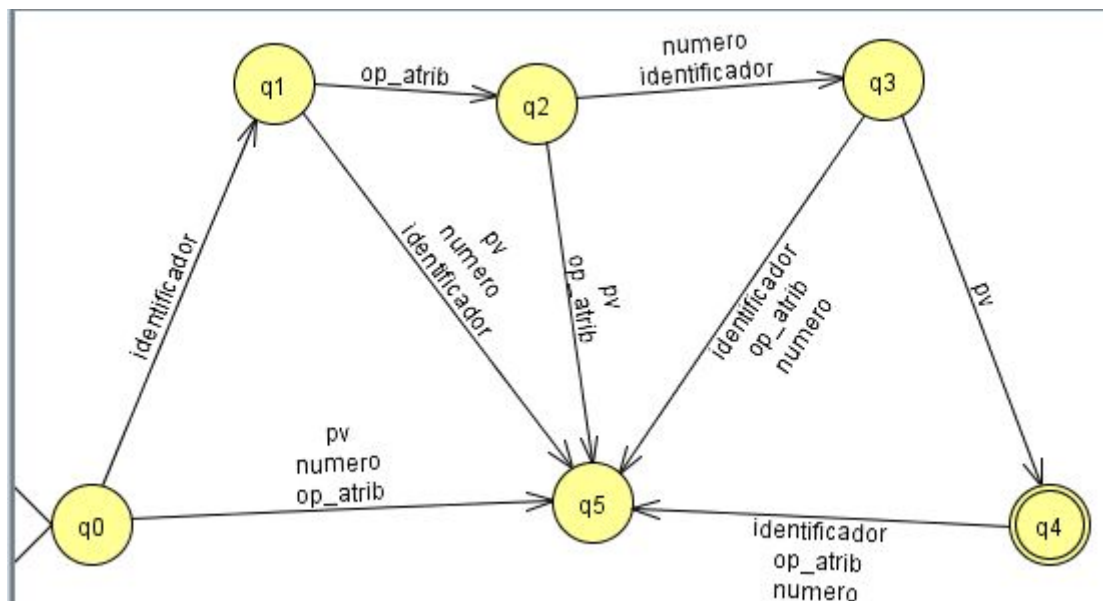 numero
identificador
op_atrib
q1
q2
q3
identificador
pv
numero
identificador
pv
op_atrib
identificador
op_atrib
numero
pv
pv
numero
op_atrib
q0
q5
q4
identificador
op_atrib
numero